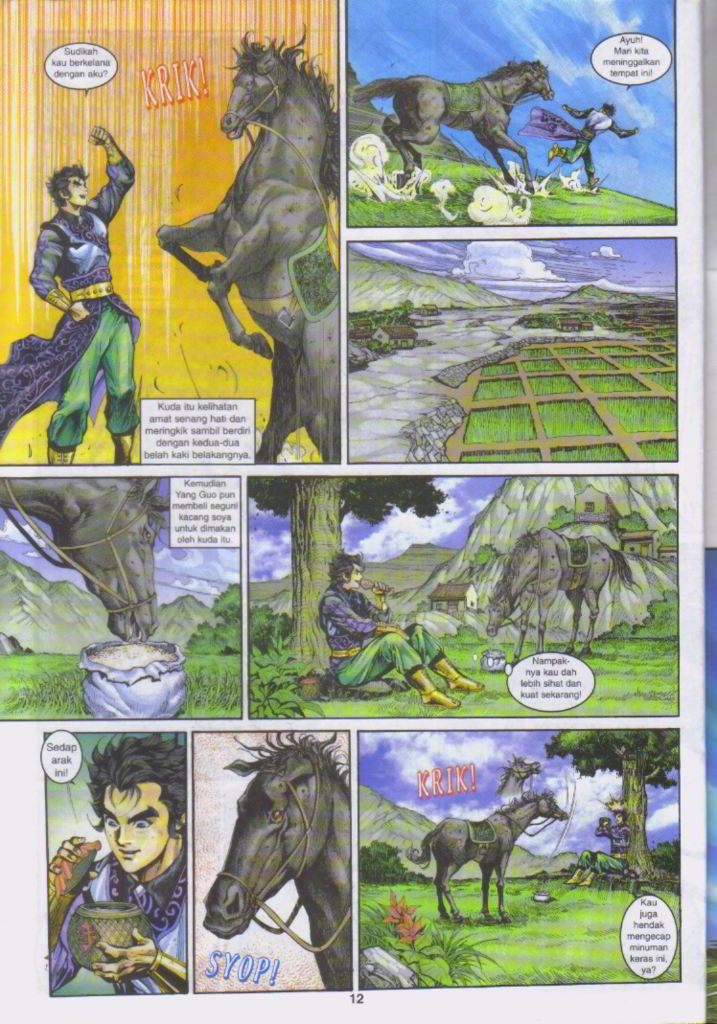 Sudikah
kau berkelana
dengan aku?
KRIK!
Kuda itu kelihatan
amat senang hati dan
meringkik sambil berdiri
dengan kedua-dua
belah kaki belakangnya.
Ayuh!
Mari kita
meninggalkan
tempat ini!
Kemudian
Yang Guo pun
membeli seguni
kacang soya
untuk dimakan
oleh kuda itu.
Nampak-
nya kau dah
lebih sihat dan
kuat sekarang!
Sedap
arak
ini!
SYOP!
KRIK!
Kau
juga
hendak
mengecap
minuman
keras ini,
ya?
12